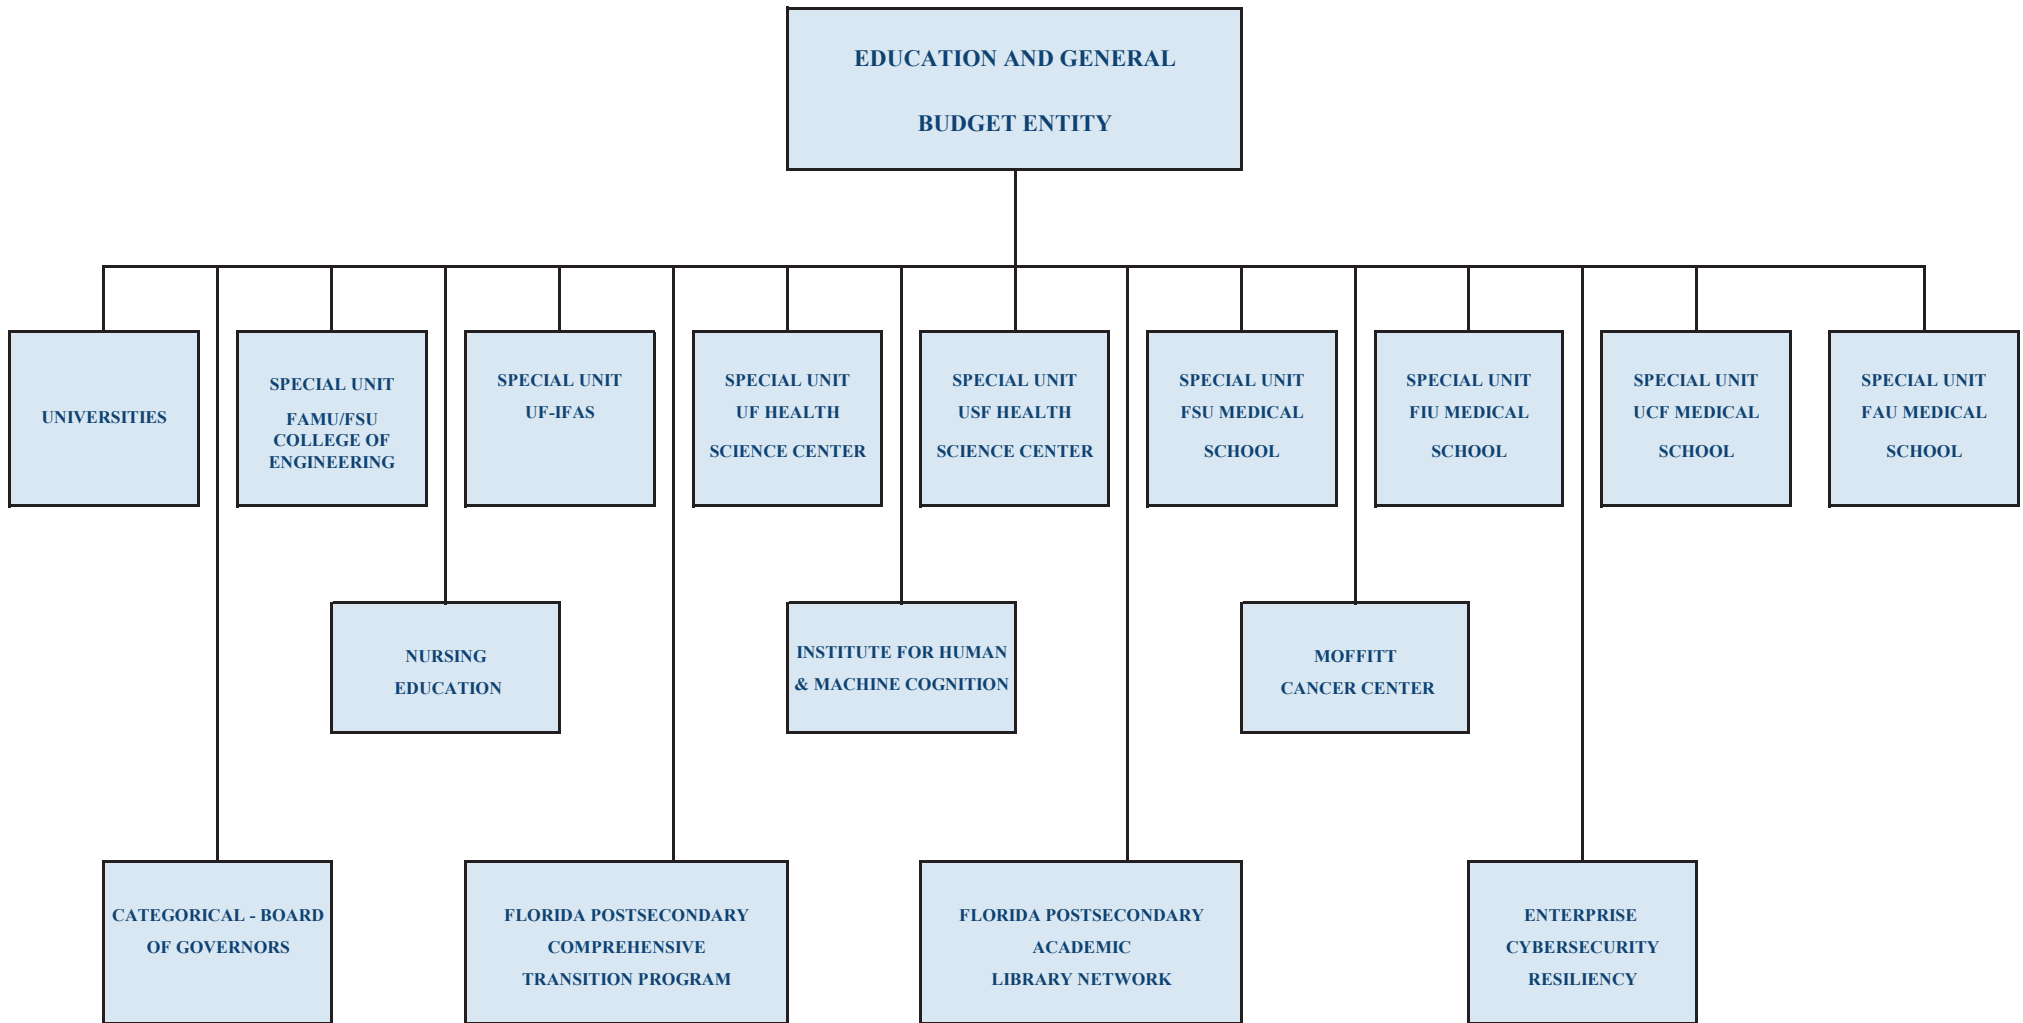 EDUCATION AND GENERAL
BUDGET ENTITY
UNIVERSITIES
SPECIAL UNIT
FAMU/FSU
COLLEGE OF
ENGINEERING
SPECIAL UNIT
UF-IFAS
SPECIAL UNIT
UF HEALTH
SCIENCE CENTER
SPECIAL UNIT
USF HEALTH
SCIENCE CENTER
SPECIAL UNIT
FSU MEDICAL
SCHOOL
SPECIAL UNIT
FIU MEDICAL
SCHOOL
SPECIAL UNIT
UCF MEDICAL
SCHOOL
SPECIAL UNIT
FAU MEDICAL
SCHOOL
NURSING
EDUCATION
INSTITUTE FOR HUMAN
& MACHINE COGNITION
MOFFITT
CANCER CENTER
CATEGORICAL - BOARD
OF GOVERNORS
FLORIDA POSTSECONDARY
COMPREHENSIVE
TRANSITION PROGRAM
FLORIDA POSTSECONDARY
ACADEMIC
LIBRARY NETWORK
ENTERPRISE
CYBERSECURITY
RESILIENCY